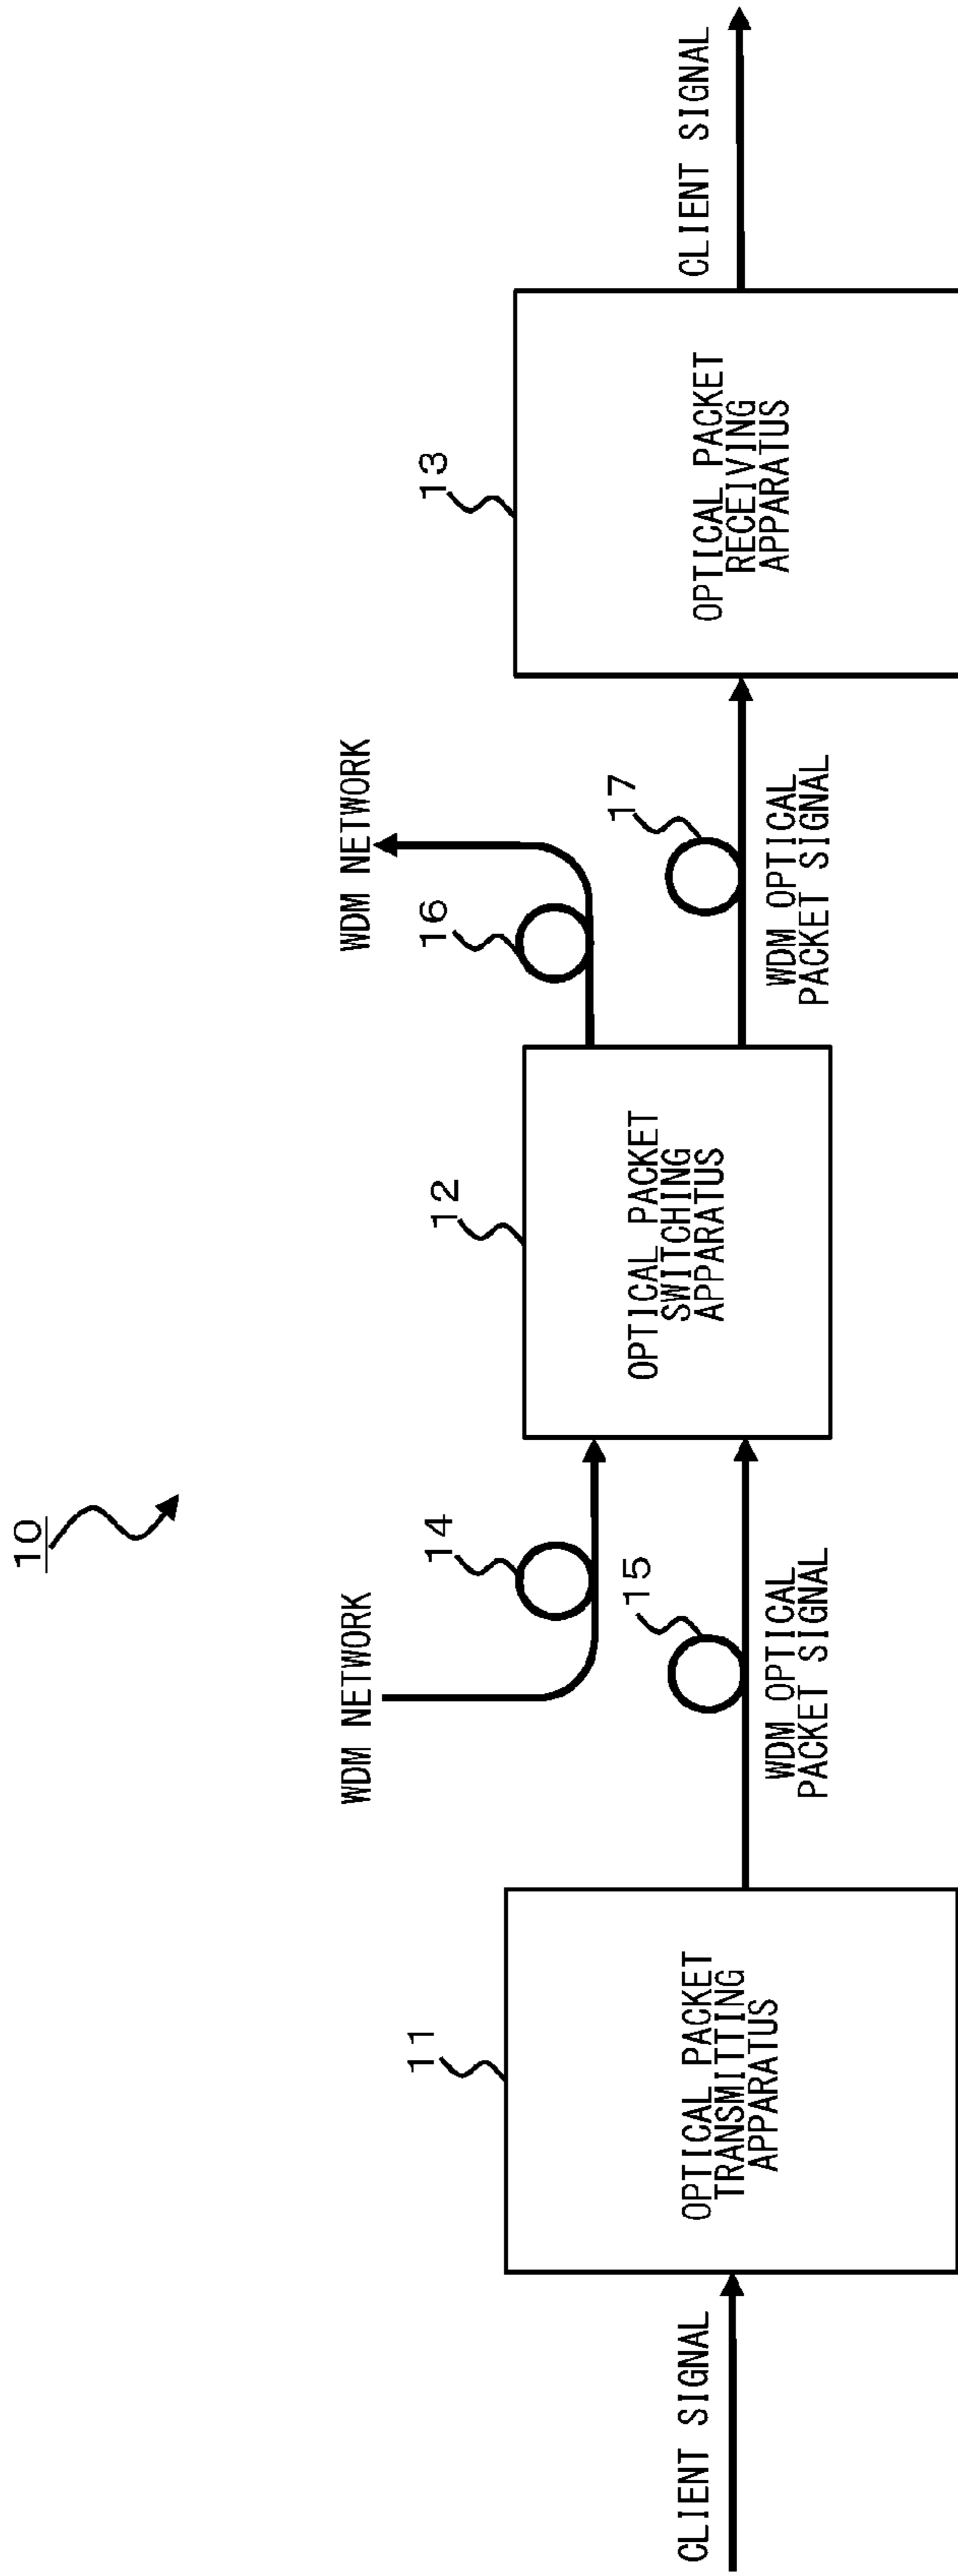 10
CLIENT SIGNAL
11
OPTICAL PACKET
TRANSMITTING
APPARATUS
WDM NETWORK
14
15
WDM OPTICAL
PACKET SIGNAL
12
OPTICAL PACKET
SWITCHING
APPARATUS
WDM NETWORK
16
17
WDM OPTICAL
PACKET SIGNAL
13
OPTICAL PACKET
RECEIVING
APPARATUS
CLIENT SIGNAL